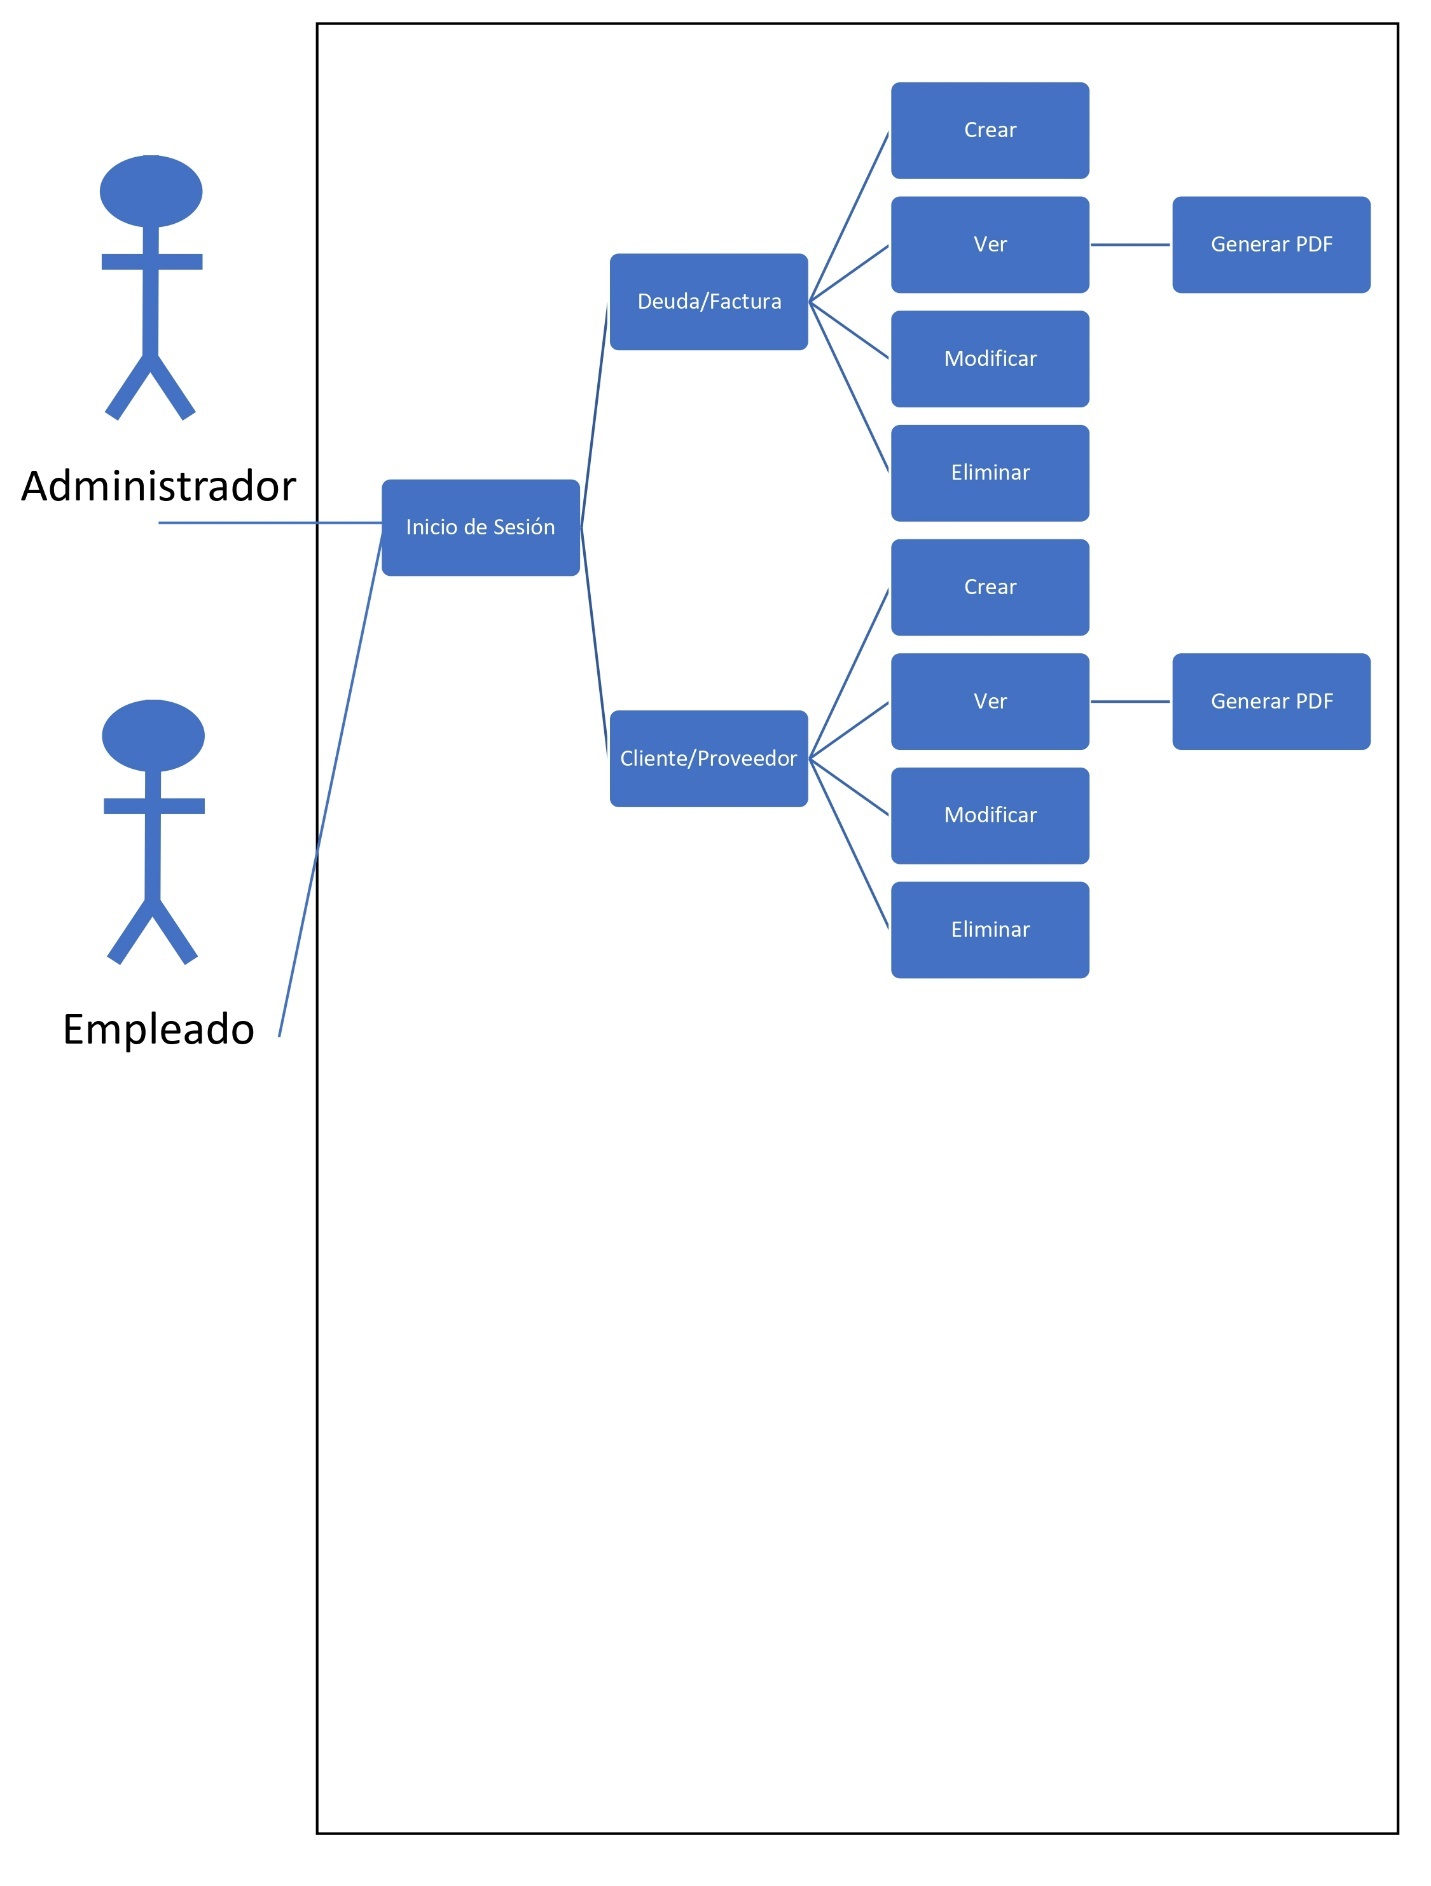 Administrador
Empleado
Inicio de Sesión
Deuda/Factura
Crear
Ver
Generar PDF
Modificar
Eliminar
Cliente/Proveedor
Crear
Ver
Generar PDF
Modificar
Eliminar